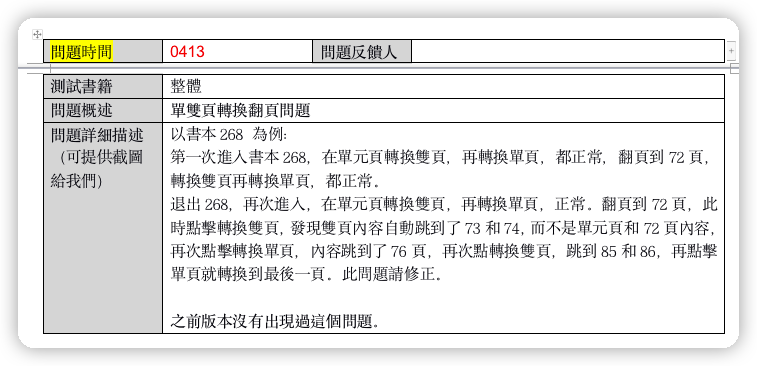 問題時間 0413 問題反饋人
測試書籍 整體
問題概述 單雙頁轉換翻頁問題
問題詳細描述 以書本 268 為例:
（可提供截圖 第一次進入書本 268，在單元頁轉換雙頁，再轉換單頁，都正常，翻頁到 72 頁，
給我們） 轉換雙頁再轉換單頁，都正常。
退出 268，再次進入，在單元頁轉換雙頁，再轉換單頁，正常。翻頁到 72 頁，此
時點擊轉換雙頁，發現雙頁內容自動跳到了 73 和 74，而不是單元頁和 72 頁內容，
再次點擊轉換單頁，內容跳到了 76 頁，再次點轉換雙頁，跳到 85 和 86，再點擊
單頁就轉換到最後一頁。此問題請修正。
之前版本沒有出現過這個問題。